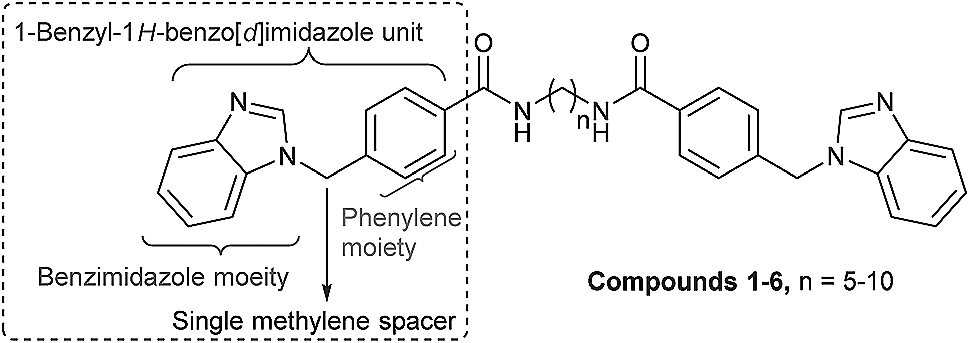 1-Benzyl-1H-benzo[d]imidazole unit
O
O
N
N
H
n
N
H
N
N
N
Phenylene
moiety
Benzimidazole moeity
Single methylene spacer
Compounds 1-6, n = 5-10